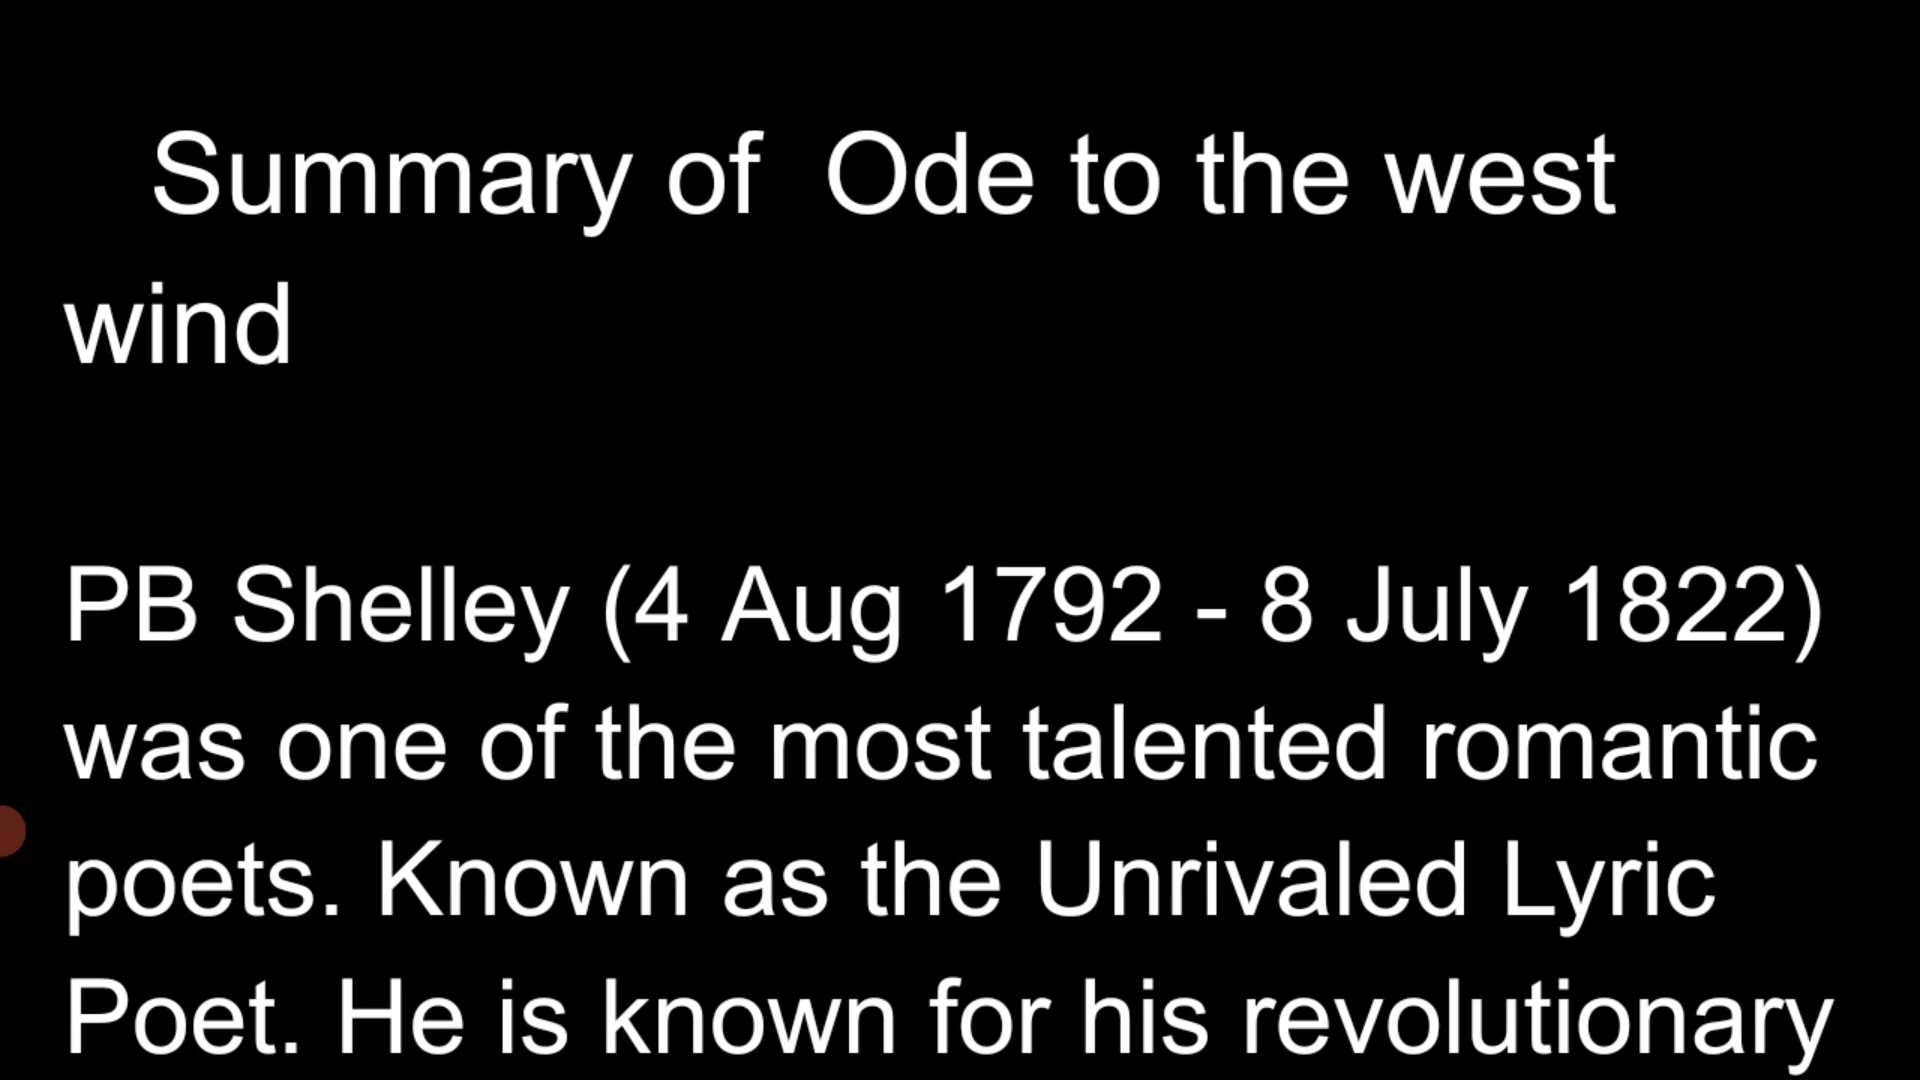 Summary of Ode to the west
wind
PB Shelley (4 Aug 1792 - 8 July 1822)
was one of the most talented romantic
poets. Known as the Unrivaled Lyric
Poet. He is known for his revolutionary